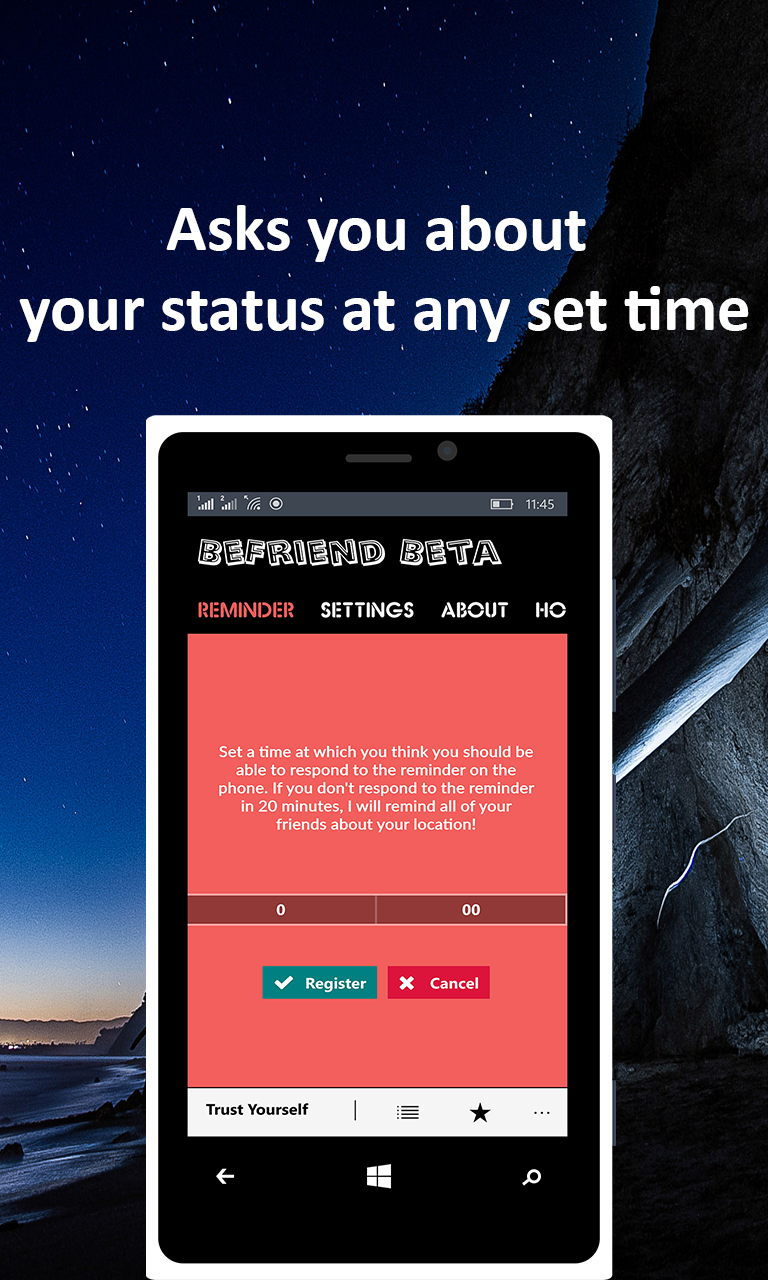 Asks you about
your status at any set time
1 2 11:45
BEFRIEND BETA
REMINDER SETTINGS ABOUT HO
Set a time at which you think you should be
able to respond to the reminder on the
phone. If you don't respond to the reminder
in 20 minutes, I will remind all of your
friends about your location!
0 00
Register Cancel
Trust Yourself